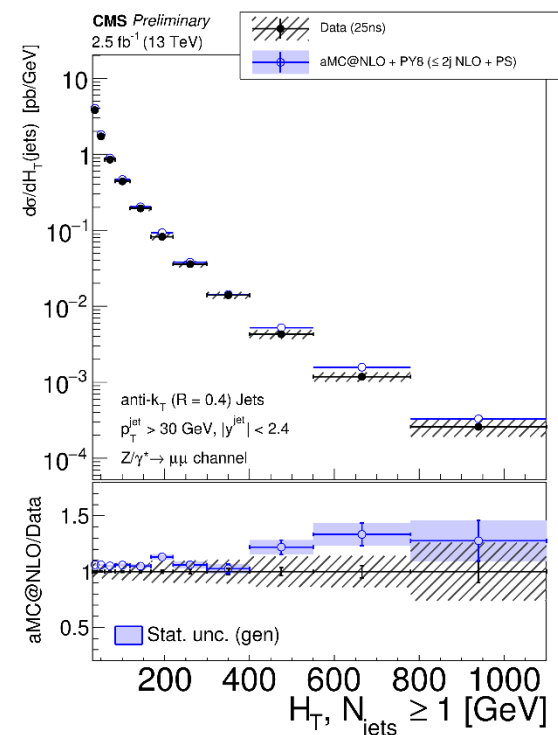 CMS Preliminary
2.5 fb⁻¹ (13 TeV)
Data (25ns)
aMC@NLO + PY8 (≤ 2j NLO + PS)
dσ/dH_T(jets) [pb/GeV]
10
1
10⁻¹
10⁻²
10⁻³
10⁻⁴
anti-k_T (R = 0.4) Jets
p_T^jet > 30 GeV, |y^jet| < 2.4
Z/γ*→ μμ channel
aMC@NLO/Data
1.5
1
0.5
Stat. unc. (gen)
200 400 600 800 1000
H_T, N_jets ≥ 1 [GeV]